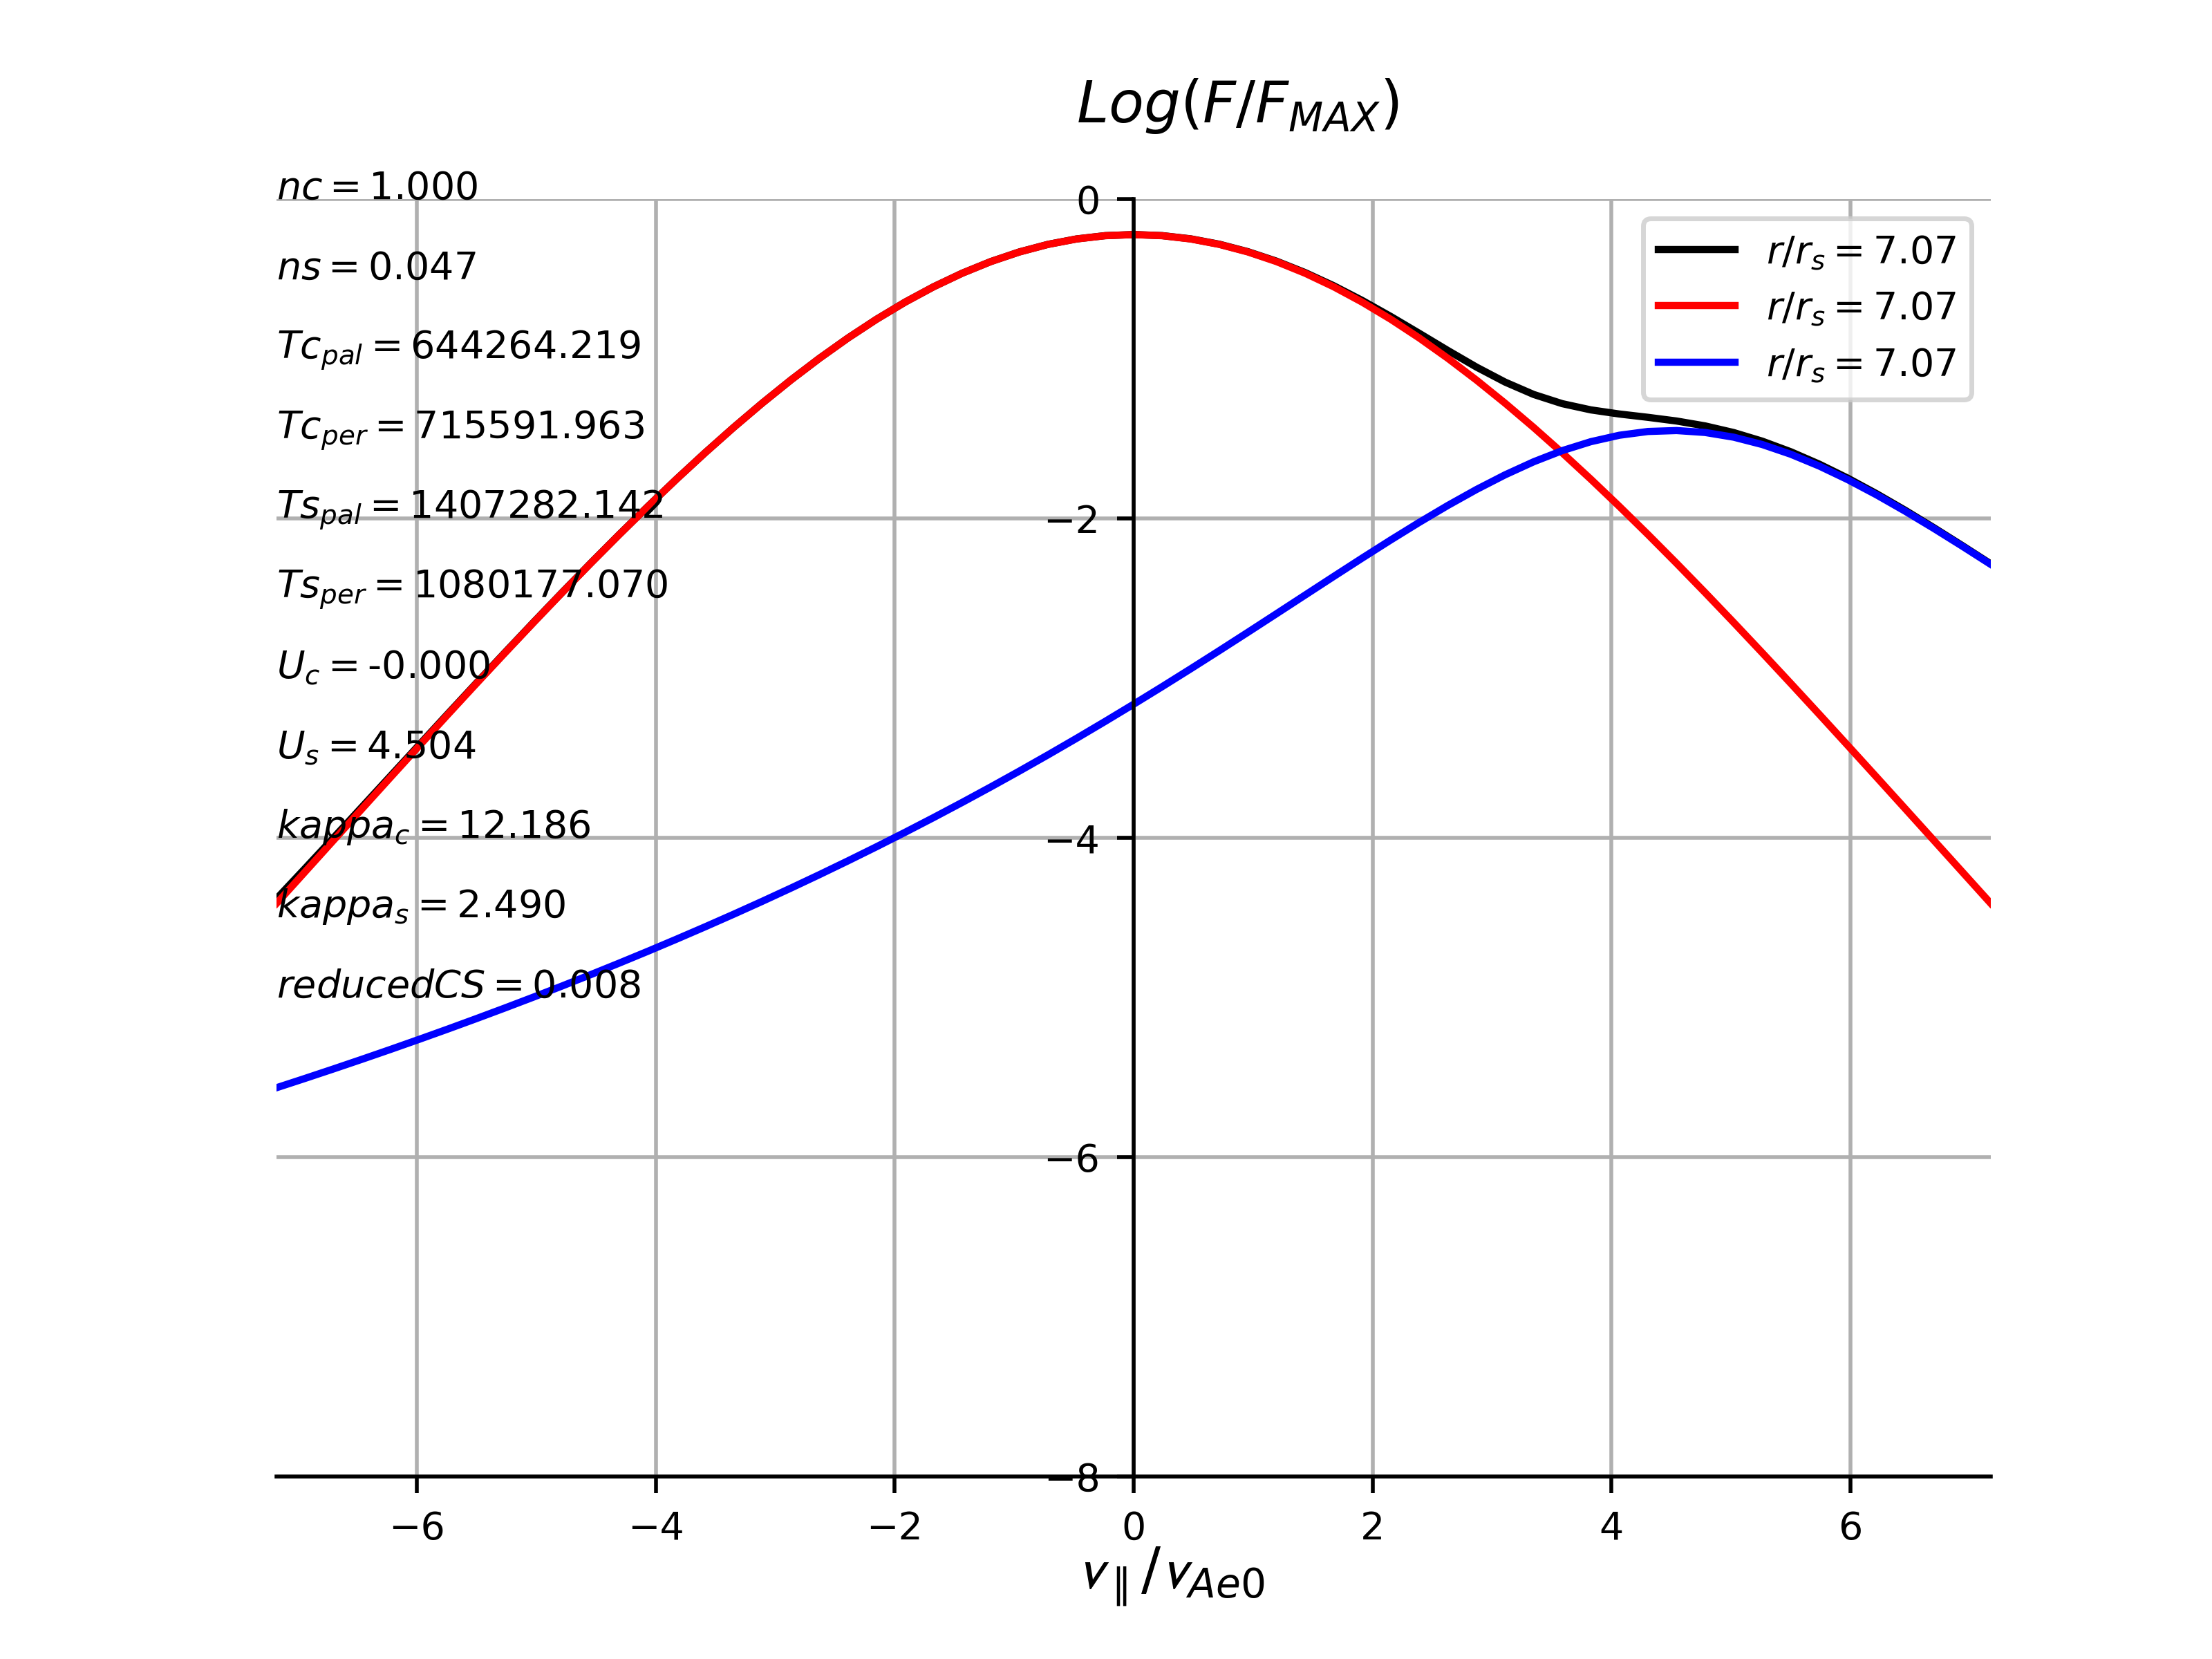 Log(F/F_MAX)
nc = 1.000
ns = 0.047
Tc_pal = 644264.219
Tc_per = 715591.963
Ts_pal = 1407282.142
Ts_per = 1080177.070
U_c = -0.000
U_s = 4.504
kappa_c = 12.186
kappa_s = 2.490
reducedCS = 0.008
0
−2
−4
−6
−8
r/r_s = 7.07
r/r_s = 7.07
r/r_s = 7.07
−6 −4 −2 0 2 4 6
v_∥/v_Ae0